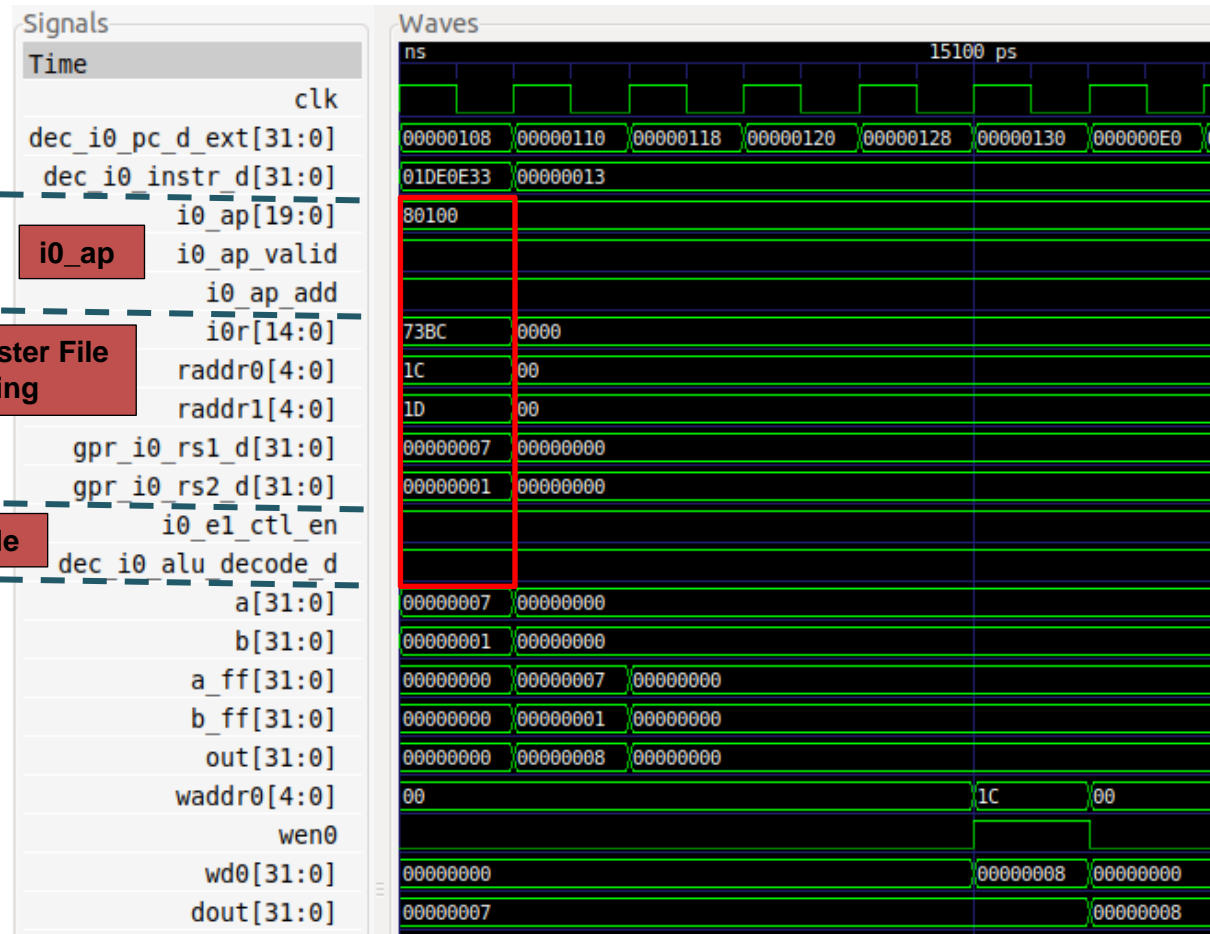 Signals Waves
Time ns 15100 ps
clk
dec_i0_pc_d_ext[31:0] 00000108 00000110 00000118 00000120 00000128 00000130 000000E0
dec_i0_instr_d[31:0] 01DE0E33 00000013
i0_ap[19:0] 80100
i0_ap i0_ap_valid
i0_ap_add
i0r[14:0] 73BC 0000
File
raddr0[4:0] 1C 00
raddr1[4:0] 1D 00
gpr_i0_rs1_d[31:0] 00000007 00000000
gpr_i0_rs2_d[31:0] 00000001 00000000
i0_e1_ctl_en
dec_i0_alu_decode_d
a[31:0] 00000007 00000000
b[31:0] 00000001 00000000
a_ff[31:0] 00000000 00000007 00000000
b_ff[31:0] 00000000 00000001 00000000
out[31:0] 00000000 00000008 00000000
waddr0[4:0] 00 1C 00
wen0
wd0[31:0] 00000000 00000008 00000000
dout[31:0] 00000007 00000008